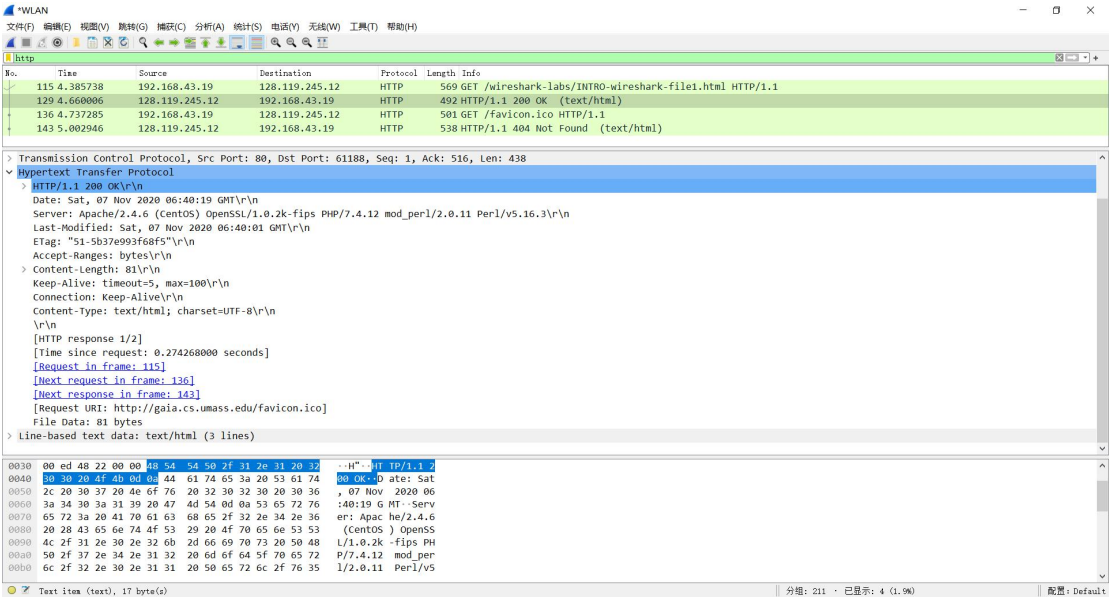 *WLAN
文件(F) 编辑(E) 视图(V) 跳转(G) 捕获(C) 分析(A) 统计(S) 电话(Y) 无线(W) 工具(T) 帮助(H)
http
No. Time Source Destination Protocol Length Info
115 4.385738 192.168.43.19 128.119.245.12 HTTP 569 GET /wireshark-labs/INTRO-wireshark-file1.html HTTP/1.1
129 4.660006 128.119.245.12 192.168.43.19 HTTP 492 HTTP/1.1 200 OK (text/html)
136 4.737285 192.168.43.19 128.119.245.12 HTTP 501 GET /favicon.ico HTTP/1.1
143 5.002946 128.119.245.12 192.168.43.19 HTTP 538 HTTP/1.1 404 Not Found (text/html)
Transmission Control Protocol, Src Port: 80, Dst Port: 61188, Seq: 1, Ack: 516, Len: 438
Hypertext Transfer Protocol
HTTP/1.1 200 OK\r\n
Date: Sat, 07 Nov 2020 06:40:19 GMT\r\n
Server: Apache/2.4.6 (CentOS) OpenSSL/1.0.2k-fips PHP/7.4.12 mod_perl/2.0.11 Perl/v5.16.3\r\n
Last-Modified: Sat, 07 Nov 2020 06:40:01 GMT\r\n
ETag: "51-5b37e993f68f5"\r\n
Accept-Ranges: bytes\r\n
Content-Length: 81\r\n
Keep-Alive: timeout=5, max=100\r\n
Connection: Keep-Alive\r\n
Content-Type: text/html; charset=UTF-8\r\n
\r\n
[HTTP response 1/2]
[Time since request: 0.274268000 seconds]
[Request in frame: 115]
[Next request in frame: 136]
[Next response in frame: 143]
[Request URI: http://gaia.cs.umass.edu/favicon.ico]
File Data: 81 bytes
Line-based text data: text/html (3 lines)
0030 00 ed 48 22 00 00 48 54 54 50 2f 31 2e 31 20 32 ··H"··HT TP/1.1 2
0040 30 30 20 4f 4b 0d 0a 44 61 74 65 3a 20 53 61 74 00 OK··D ate: Sat
0050 2c 20 30 37 20 4e 6f 76 20 32 30 32 30 20 30 36 , 07 Nov 2020 06
0060 3a 34 30 3a 31 39 20 47 4d 54 0d 0a 53 65 72 76 :40:19 G MT··Serv
0070 65 72 3a 20 41 70 61 63 68 65 2f 32 2e 34 2e 36 er: Apac he/2.4.6
0080 20 28 43 65 6e 74 4f 53 29 20 4f 70 65 6e 53 53 (CentOS ) OpenSS
0090 4c 2f 31 2e 30 2e 32 6b 2d 66 69 70 73 20 50 48 L/1.0.2k -fips PH
00a0 50 2f 37 2e 34 2e 31 32 20 6d 6f 64 5f 70 65 72 P/7.4.12 mod_per
00b0 6c 2f 32 2e 30 2e 31 31 20 50 65 72 6c 2f 76 35 l/2.0.11 Perl/v5
Text item (text), 17 byte(s) 分组: 211 · 已显示: 4 (1.9%) 配置: Default